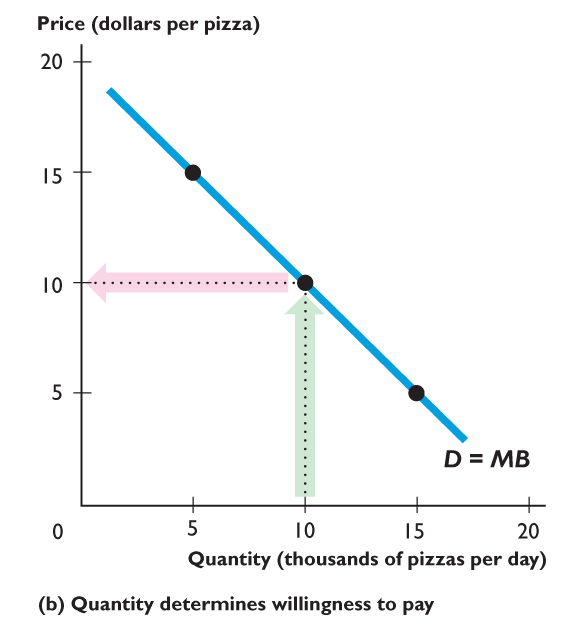 Price (dollars per pizza)
20
15
10
5
D = MB
0
5
10
15
20
Quantity (thousands of pizzas per day)
(b) Quantity determines willingness to pay